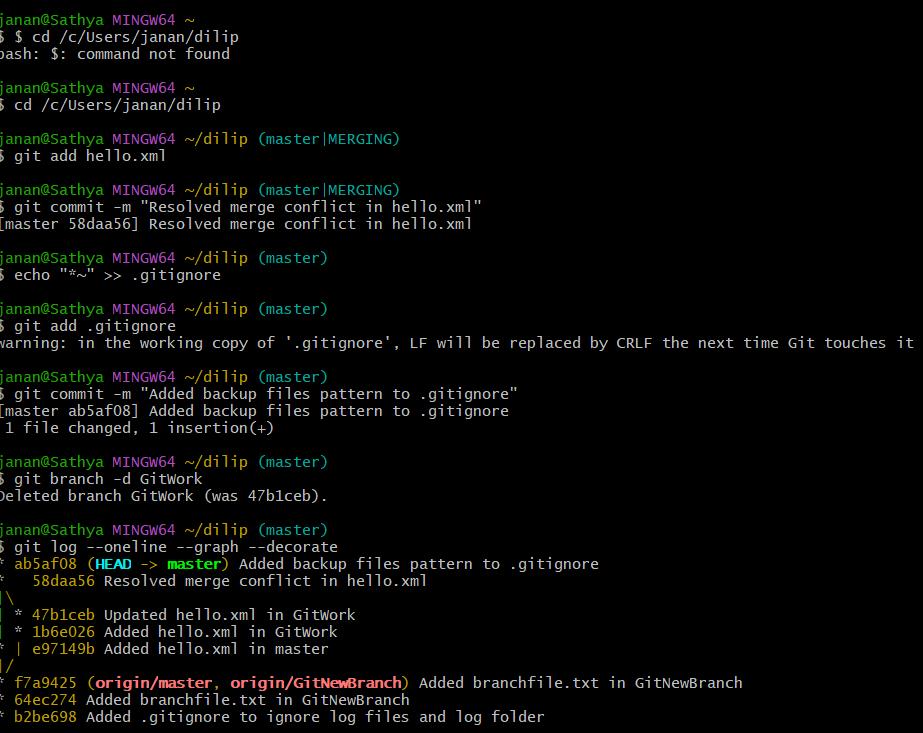 janan@Sathya MINGW64 ~
$ $ cd /c/Users/janan/dilip
bash: $: command not found
janan@Sathya MINGW64 ~
$ cd /c/Users/janan/dilip
janan@Sathya MINGW64 ~/dilip (master|MERGING)
$ git add hello.xml
janan@Sathya MINGW64 ~/dilip (master|MERGING)
$ git commit -m "Resolved merge conflict in hello.xml"
[master 58daa56] Resolved merge conflict in hello.xml
janan@Sathya MINGW64 ~/dilip (master)
$ echo "*~" >> .gitignore
janan@Sathya MINGW64 ~/dilip (master)
$ git add .gitignore
warning: in the working copy of '.gitignore', LF will be replaced by CRLF the next time Git touches it
janan@Sathya MINGW64 ~/dilip (master)
$ git commit -m "Added backup files pattern to .gitignore"
[master ab5af08] Added backup files pattern to .gitignore
 1 file changed, 1 insertion(+)
janan@Sathya MINGW64 ~/dilip (master)
$ git branch -d GitWork
Deleted branch GitWork (was 47b1ceb).
janan@Sathya MINGW64 ~/dilip (master)
$ git log --oneline --graph --decorate
* ab5af08 (HEAD -> master) Added backup files pattern to .gitignore
*   58daa56 Resolved merge conflict in hello.xml
|\
| * 47b1ceb Updated hello.xml in GitWork
| * 1b6e026 Added hello.xml in GitWork
* | e97149b Added hello.xml in master
|/
* f7a9425 (origin/master, origin/GitNewBranch) Added branchfile.txt in GitNewBranch
* 64ec274 Added branchfile.txt in GitNewBranch
* b2be698 Added .gitignore to ignore log files and log folder